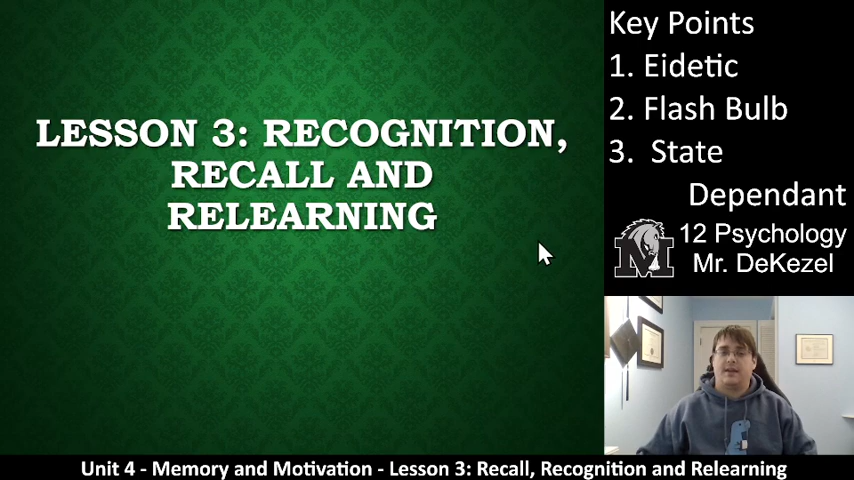 LESSON 3: RECOGNITION,
RECALL AND
RELEARNING
Key Points
1. Eidetic
2. Flash Bulb
3. State
Dependant
M
12 Psychology
Mr. DeKezel
Unit 4 - Memory and Motivation - Lesson 3: Recall, Recognition and Relearning